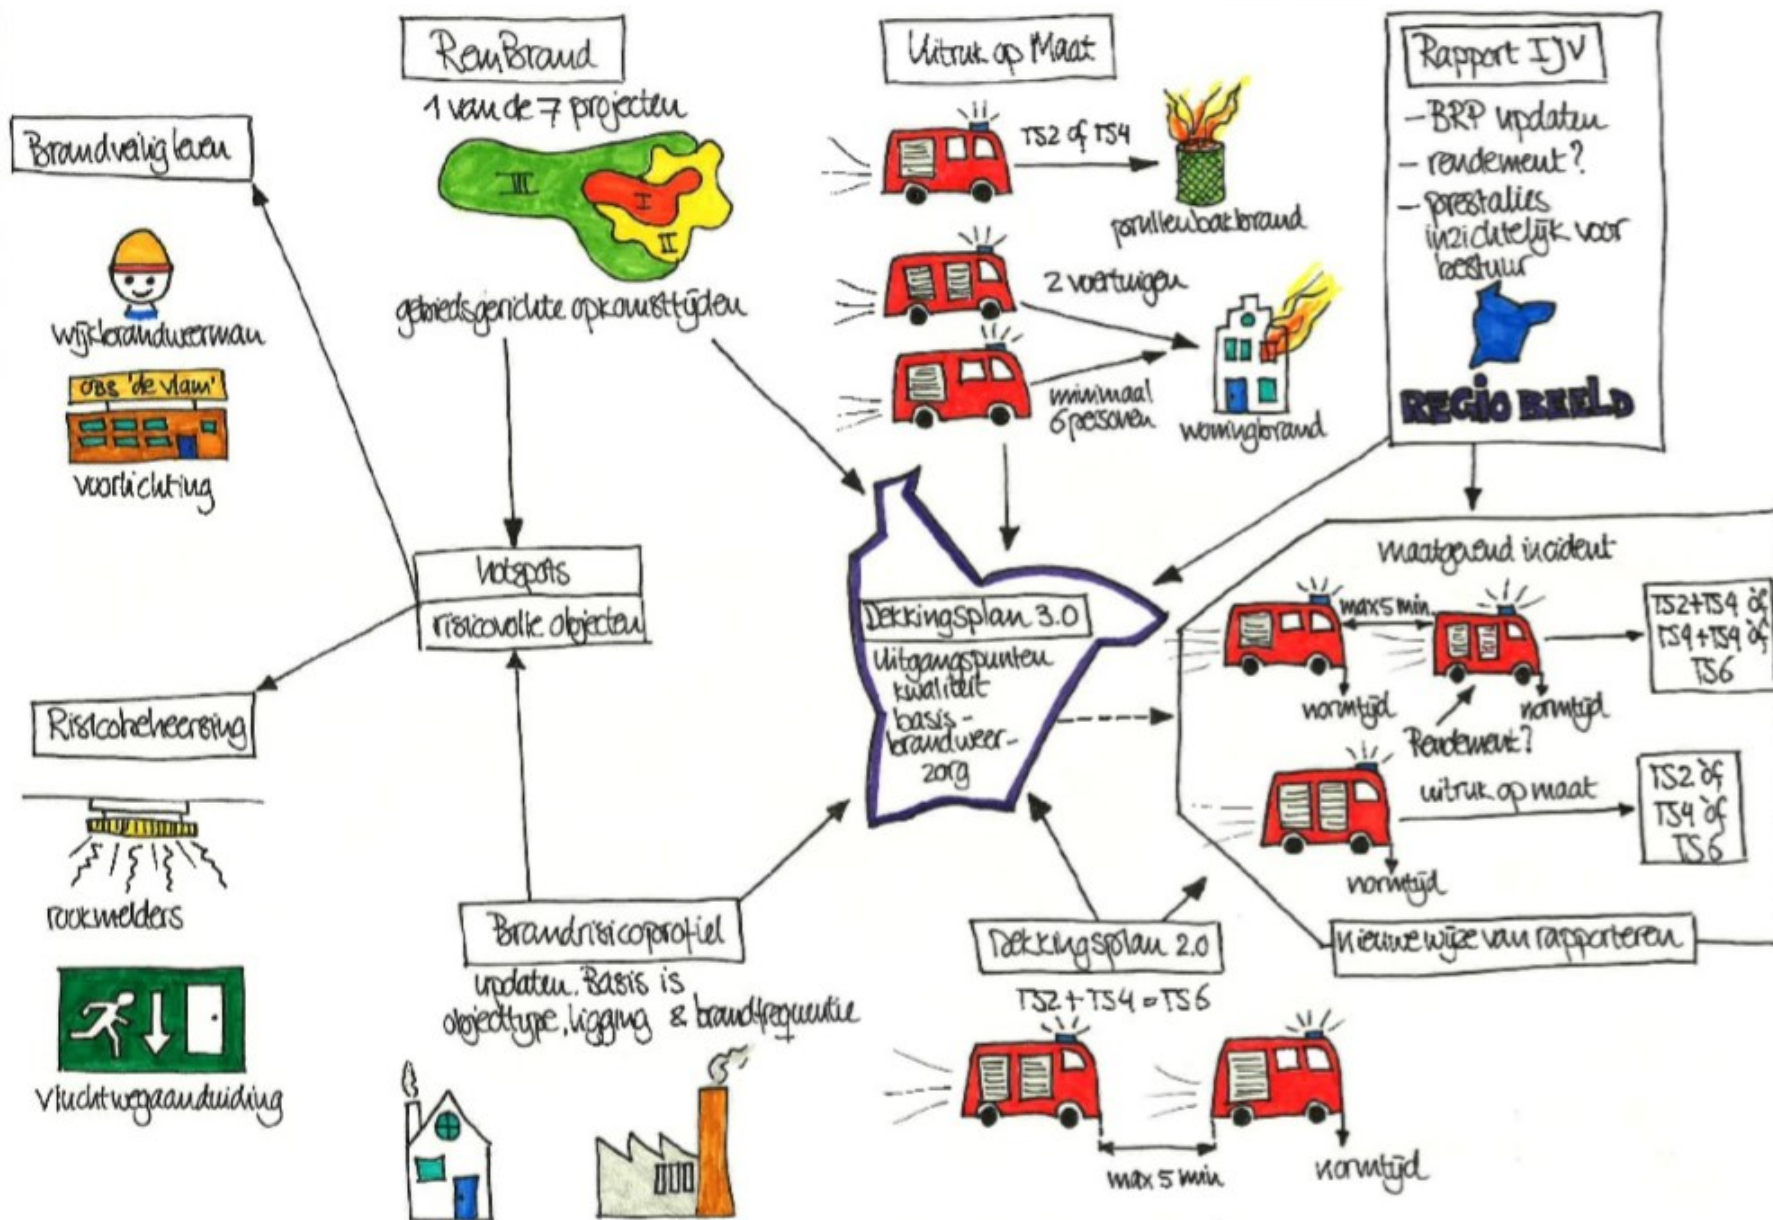 RemBrand
1 van de 7 projecten
III
I
II
gebiedsgerichte opkomsttijden
Uitruk op Maat
TS2 of TS4
prullenbakbrand
2 voertuigen
minimaal
6 personen
woningbrand
Rapport IJV
- BRP updaten
- rendement?
- prestaties
inzichtelijk voor
bestuur
REGIO BEELD
Brandveilig leven
wijkbrandweerman
OBS 'de vlam'
voorlichting
hotspots
risicovolle objecten
Risicobeheersing
rookmelders
vluchtwegaanduiding
Dekkingsplan 3.0
Uitgangspunten
kwaliteit
basis-
brandweer-
zorg
maatgevend incident
max 5 min.
TS2+TS4 òf
TS4+TS4 òf
TS6
normtijd
normtijd
Rendement?
uitruk op maat
TS2 òf
TS4 òf
TS6
normtijd
nieuwe wijze van rapporteren
Brandrisicoprofiel
updaten. Basis is
objecttype, ligging & brandfrequentie
Dekkingsplan 2.0
TS2 + TS4 = TS6
max 5 min
normtijd